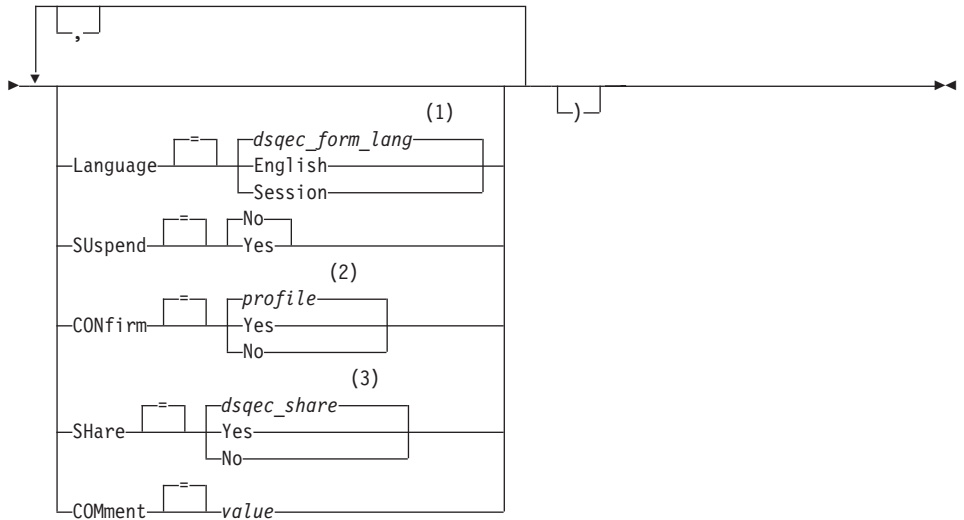 ,
)
(1)
= dsqec_form_lang
Language English
Session
= No
SUspend Yes
(2)
= profile
CONfirm Yes
No
(3)
= dsqec_share
SHare Yes
No
=
COMment value